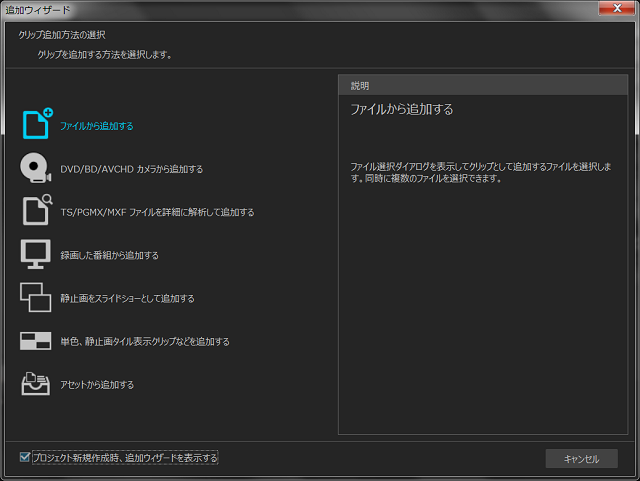 追加ウィザード
クリップ追加方法の選択
クリップを追加する方法を選択します。
ファイルから追加する
DVD/BD/AVCHD カメラから追加する
TS/PGMX/MXF ファイルを詳細に解析して追加する
録画した番組から追加する
静止画をスライドショーとして追加する
単色、静止画タイル表示クリップなどを追加する
アセットから追加する
説明
ファイルから追加する
ファイル選択ダイアログを表示してクリップとして追加するファイルを選択しま
す。同時に複数のファイルを選択できます。
プロジェクト新規作成時、追加ウィザードを表示する
キャンセル